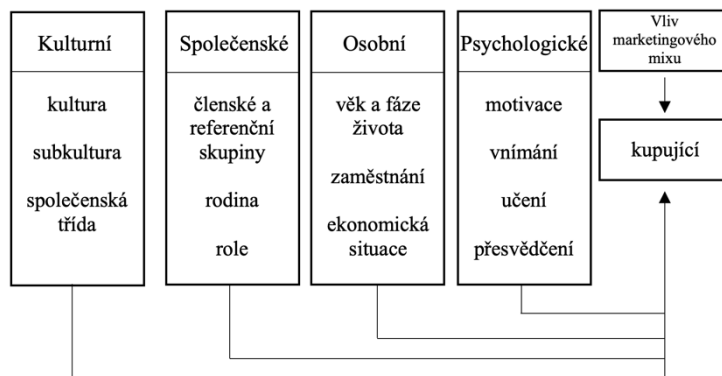 Kulturní
kultura
subkultura
společenská
třída
Společenské
členské a
referenční
skupiny
rodina
role
Osobní
věk a fáze
života
zaměstnání
ekonomická
situace
Psychologické
motivace
vnímání
učení
přesvědčení
Vliv
marketingového
mixu
kupující